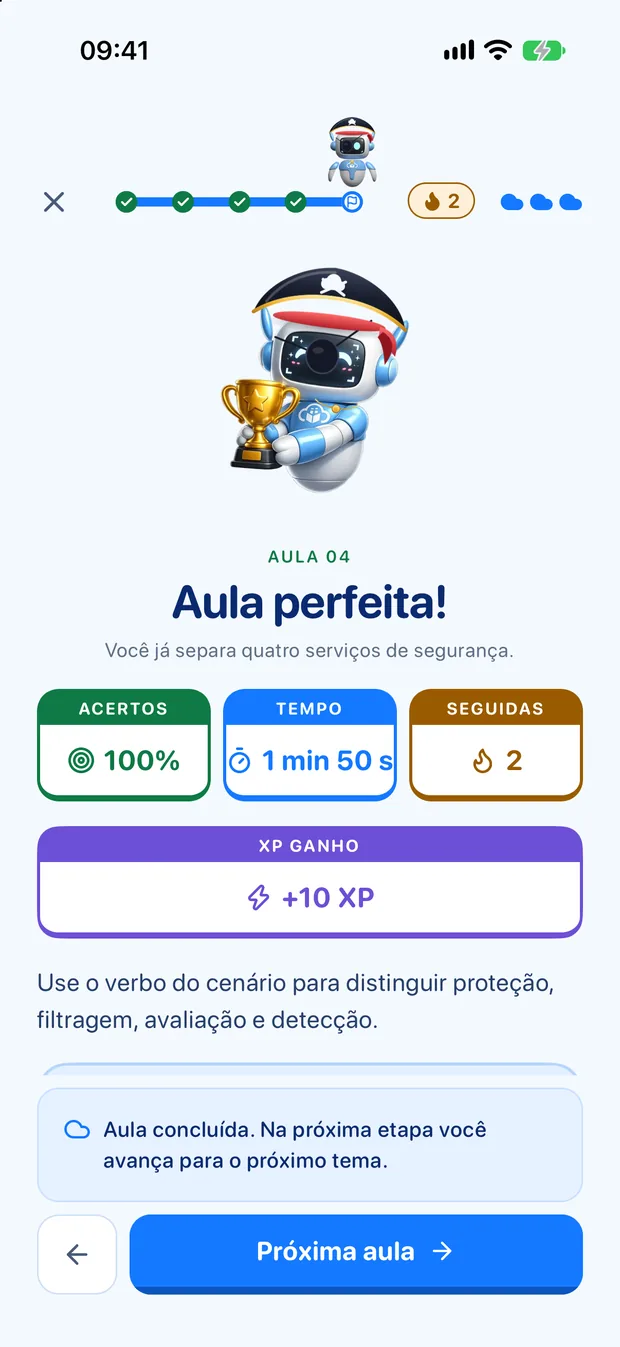 09:41
2
AULA 04
Aula perfeita!
Você já separa quatro serviços de segurança.
ACERTOS
100%
TEMPO
1 min 50 s
SEGUIDAS
2
XP GANHO
+10 XP
Use o verbo do cenário para distinguir proteção,
filtragem, avaliação e detecção.
Aula concluída. Na próxima etapa você
avança para o próximo tema.
Próxima aula